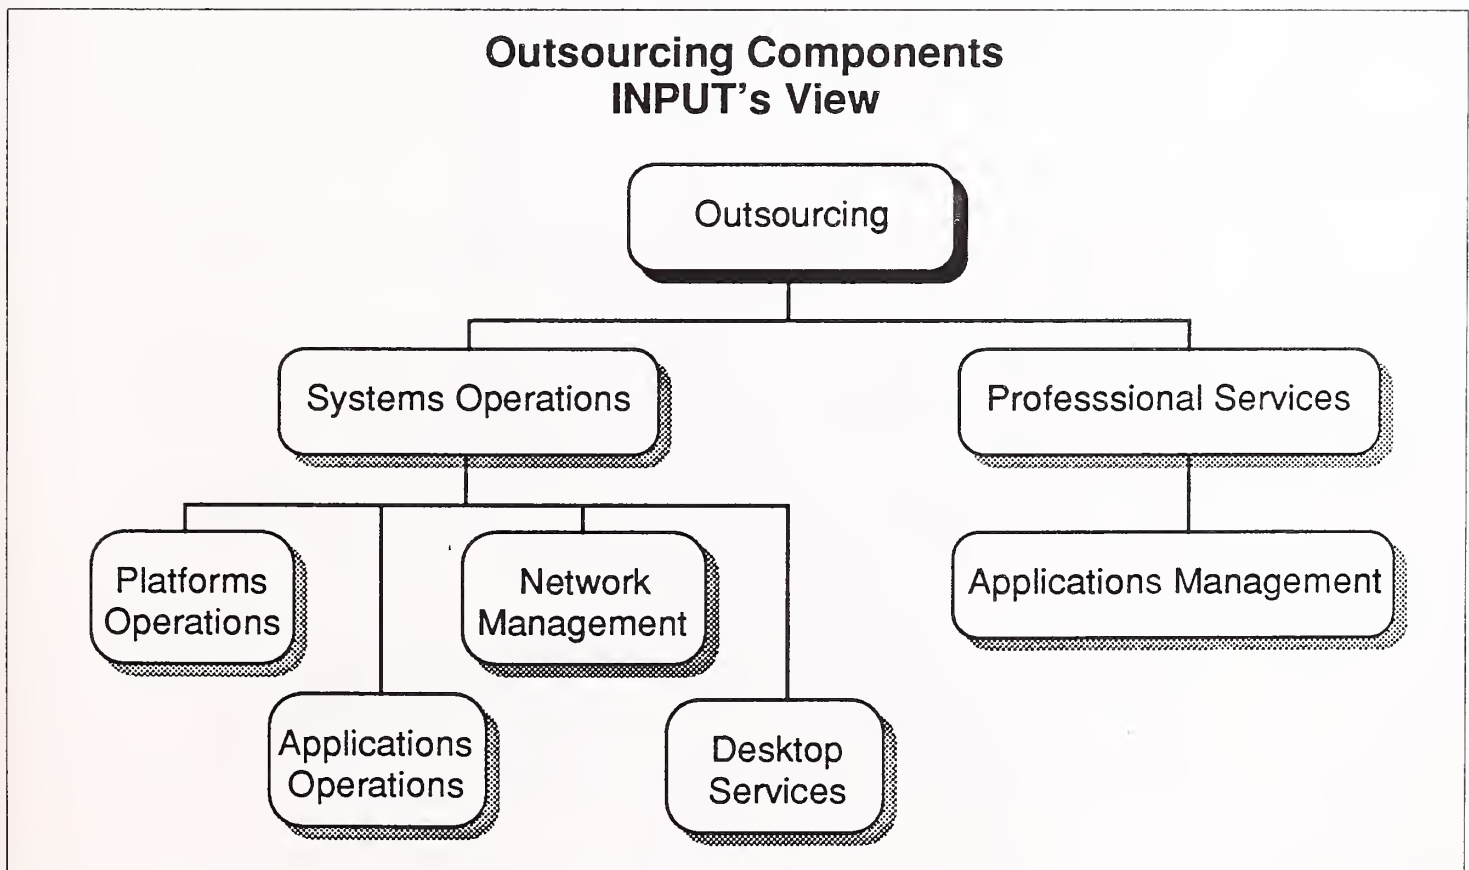 Outsourcing Components
INPUT's View
Outsourcing
Systems Operations
Professsional Services
Platforms
Operations
Network
Management
Applications Management
Applications
Operations
Desktop
Services